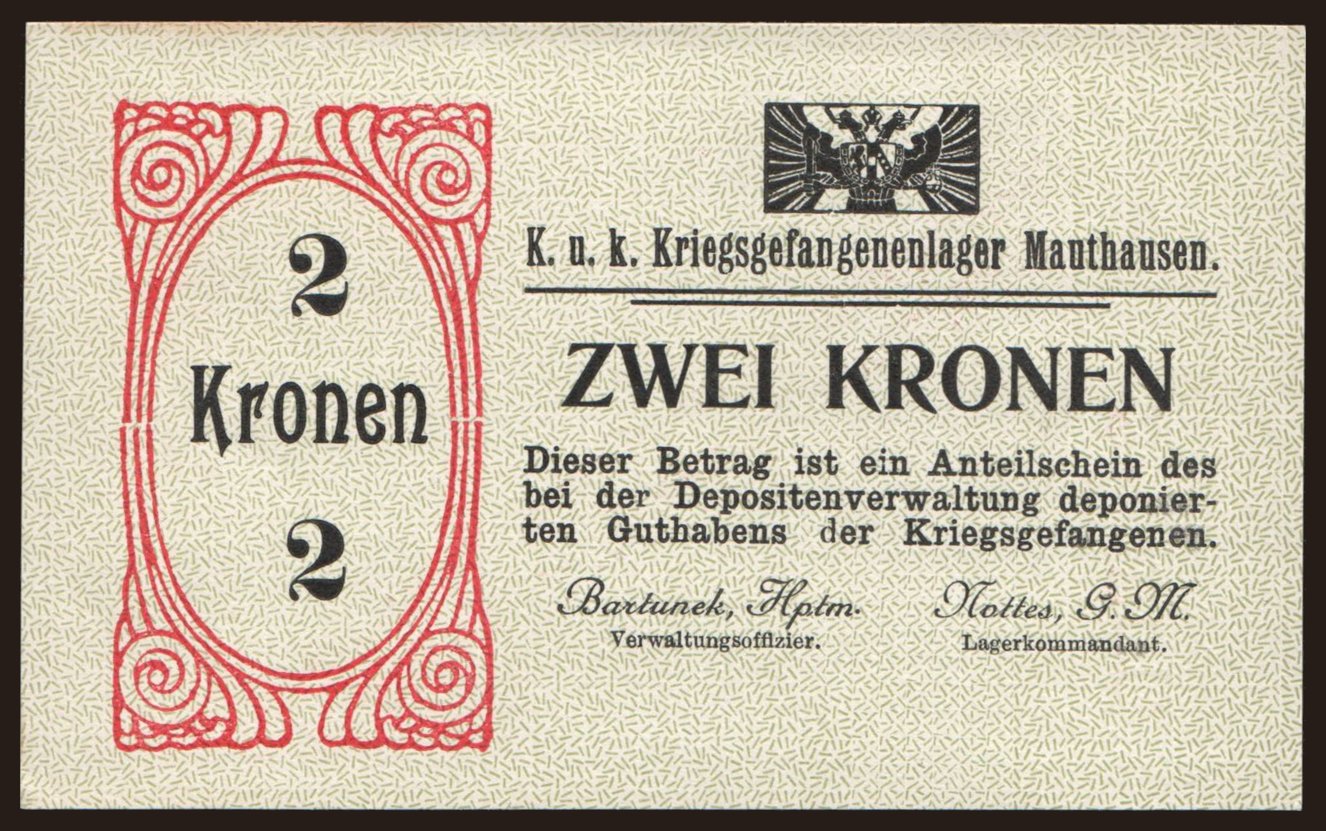 2
Kronen
2
K. u. k. Kriegsgefangenenlager Mauthausen.
ZWEI KRONEN
Dieser Betrag ist ein Anteilschein des
bei der Depositenverwaltung deponier-
ten Guthabens der Kriegsgefangenen.
Bartunek, Hptm.
Verwaltungsoffizier.
Nottes, G. M.
Lagerkommandant.